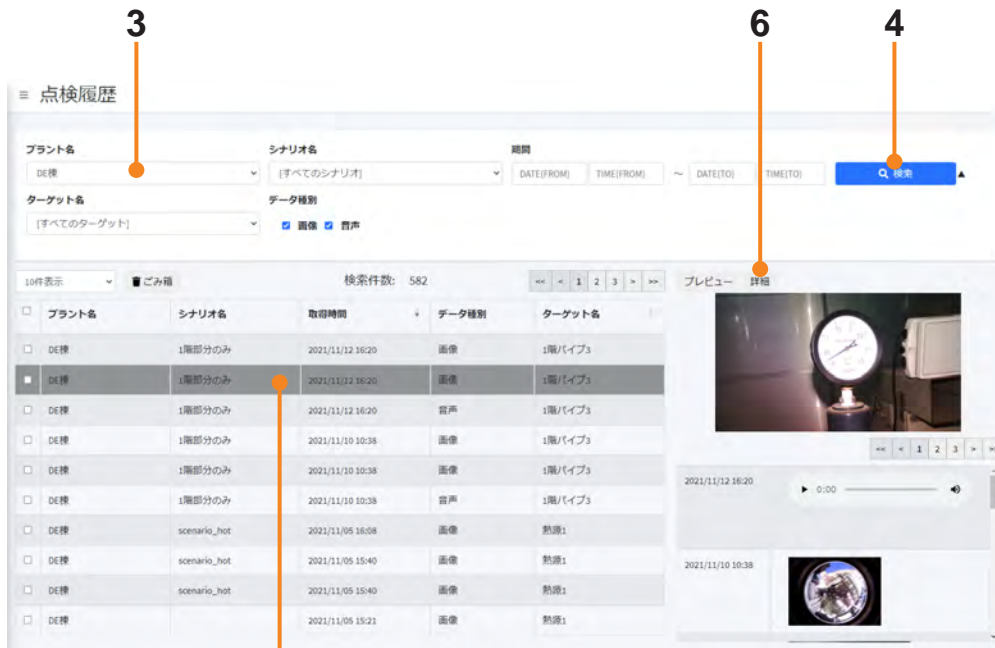 3 6 4
≡ 点検履歴
プラント名 シナリオ名 期間
DE棟 [すべてのシナリオ] DATE(FROM) TIME(FROM) ～ DATE(TO) TIME(TO) 検索 ▲
ターゲット名 データ種別
[すべてのターゲット] 画像 音声
10件表示 ごみ箱 検索件数: 582 << < 1 2 3 > >> プレビュー 詳細
プラント名 シナリオ名 取得時間 データ種別 ターゲット名
DE棟 1階部分のみ 2021/11/12 16:20 画像 1階パイプ3
DE棟 1階部分のみ 2021/11/12 16:20 画像 1階パイプ3
DE棟 1階部分のみ 2021/11/12 16:20 音声 1階パイプ3
DE棟 1階部分のみ 2021/11/10 10:38 画像 1階パイプ3
<< < 1 2 3 > >>
DE棟 1階部分のみ 2021/11/10 10:38 画像 1階パイプ3
2021/11/12 16:20 0:00
DE棟 1階部分のみ 2021/11/10 10:38 音声 1階パイプ3
DE棟 scenario_hot 2021/11/05 16:08 画像 熱源1
DE棟 scenario_hot 2021/11/05 15:40 画像 熱源1
2021/11/10 10:38
DE棟 scenario_hot 2021/11/05 15:40 画像 熱源1
DE棟 2021/11/05 15:21 画像 熱源1